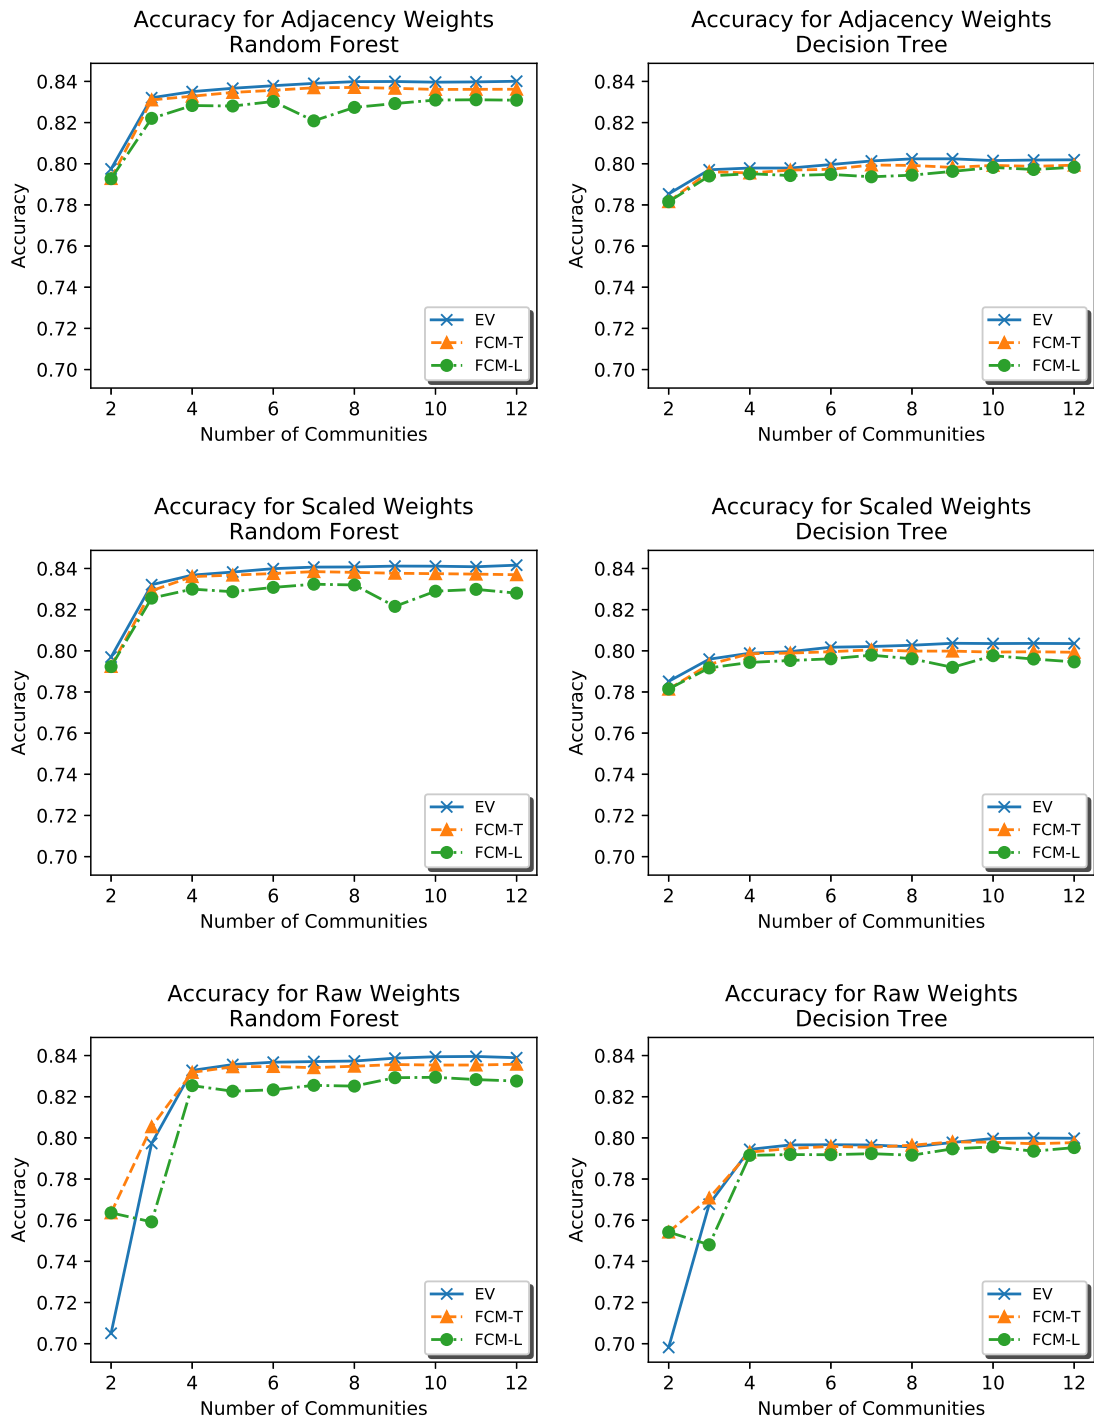 Accuracy for Adjacency Weights
Random Forest
Accuracy
0.84
0.82
0.80
0.78
0.76
0.74
0.72
0.70
EV
FCM-T
FCM-L
2 4 6 8 10 12
Number of Communities
Accuracy for Adjacency Weights
Decision Tree
Accuracy
0.84
0.82
0.80
0.78
0.76
0.74
0.72
0.70
EV
FCM-T
FCM-L
2 4 6 8 10 12
Number of Communities
Accuracy for Scaled Weights
Random Forest
Accuracy
0.84
0.82
0.80
0.78
0.76
0.74
0.72
0.70
EV
FCM-T
FCM-L
2 4 6 8 10 12
Number of Communities
Accuracy for Scaled Weights
Decision Tree
Accuracy
0.84
0.82
0.80
0.78
0.76
0.74
0.72
0.70
EV
FCM-T
FCM-L
2 4 6 8 10 12
Number of Communities
Accuracy for Raw Weights
Random Forest
Accuracy
0.84
0.82
0.80
0.78
0.76
0.74
0.72
0.70
EV
FCM-T
FCM-L
2 4 6 8 10 12
Number of Communities
Accuracy for Raw Weights
Decision Tree
Accuracy
0.84
0.82
0.80
0.78
0.76
0.74
0.72
0.70
EV
FCM-T
FCM-L
2 4 6 8 10 12
Number of Communities